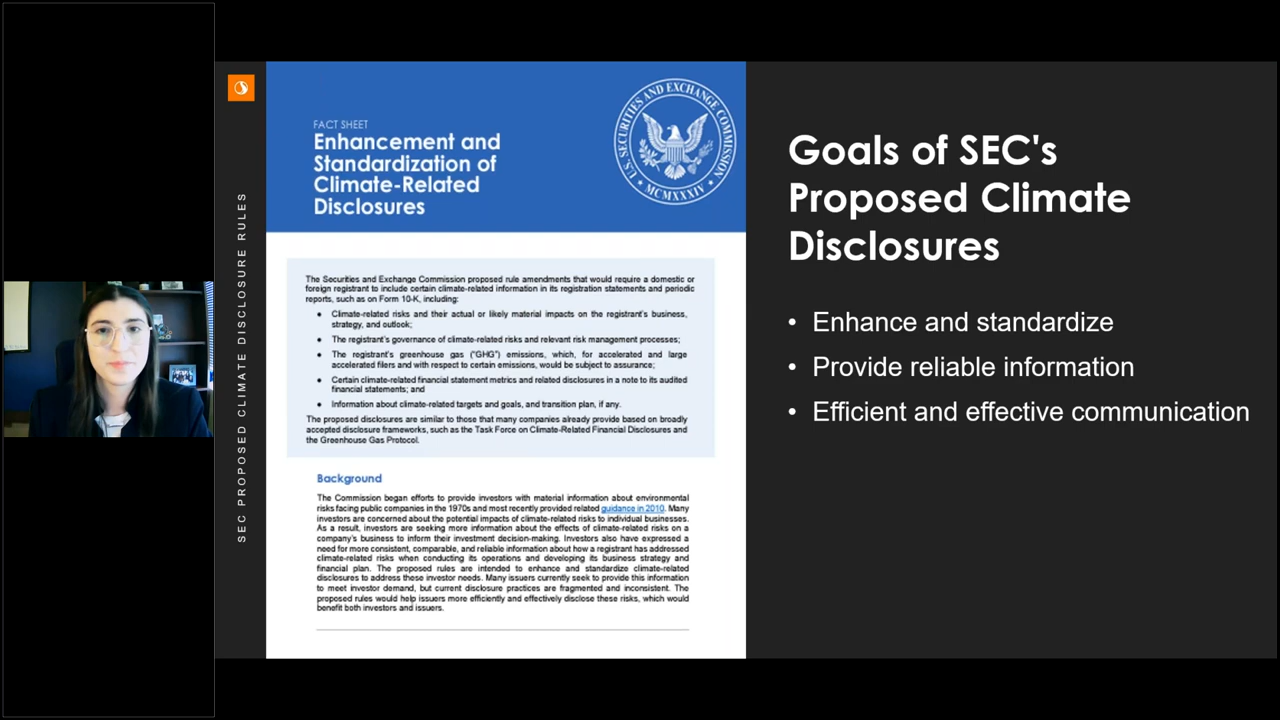 SEC PROPOSED CLIMATE DISCLOSURE RULES
FACT SHEET
Enhancement and
Standardization of
Climate-Related
Disclosures
U.S. SECURITIES AND EXCHANGE COMMISSION
MCMXXXIV
The Securities and Exchange Commission proposed rule amendments that would require a domestic or
foreign registrant to include certain climate-related information in its registration statements and periodic
reports, such as on Form 10-K, including:
● Climate-related risks and their actual or likely material impacts on the registrant's business,
strategy, and outlook;
● The registrant's governance of climate-related risks and relevant risk management processes;
● The registrant's greenhouse gas ("GHG") emissions, which, for accelerated and large
accelerated filers and with respect to certain emissions, would be subject to assurance;
● Certain climate-related financial statement metrics and related disclosures in a note to its audited
financial statements; and
● Information about climate-related targets and goals, and transition plan, if any.
The proposed disclosures are similar to those that many companies already provide based on broadly
accepted disclosure frameworks, such as the Task Force on Climate-Related Financial Disclosures and
the Greenhouse Gas Protocol.
Background
The Commission began efforts to provide investors with material information about environmental
risks facing public companies in the 1970s and most recently provided related guidance in 2010. Many
investors are concerned about the potential impacts of climate-related risks to individual businesses.
As a result, investors are seeking more information about the effects of climate-related risks on a
company's business to inform their investment decision-making. Investors also have expressed a
need for more consistent, comparable, and reliable information about how a registrant has addressed
climate-related risks when conducting its operations and developing its business strategy and
financial plan. The proposed rules are intended to enhance and standardize climate-related
disclosures to address these investor needs. Many issuers currently seek to provide this information
to meet investor demand, but current disclosure practices are fragmented and inconsistent. The
proposed rules would help issuers more efficiently and effectively disclose these risks, which would
benefit both investors and issuers.
Goals of SEC's
Proposed Climate
Disclosures
• Enhance and standardize
• Provide reliable information
• Efficient and effective communication